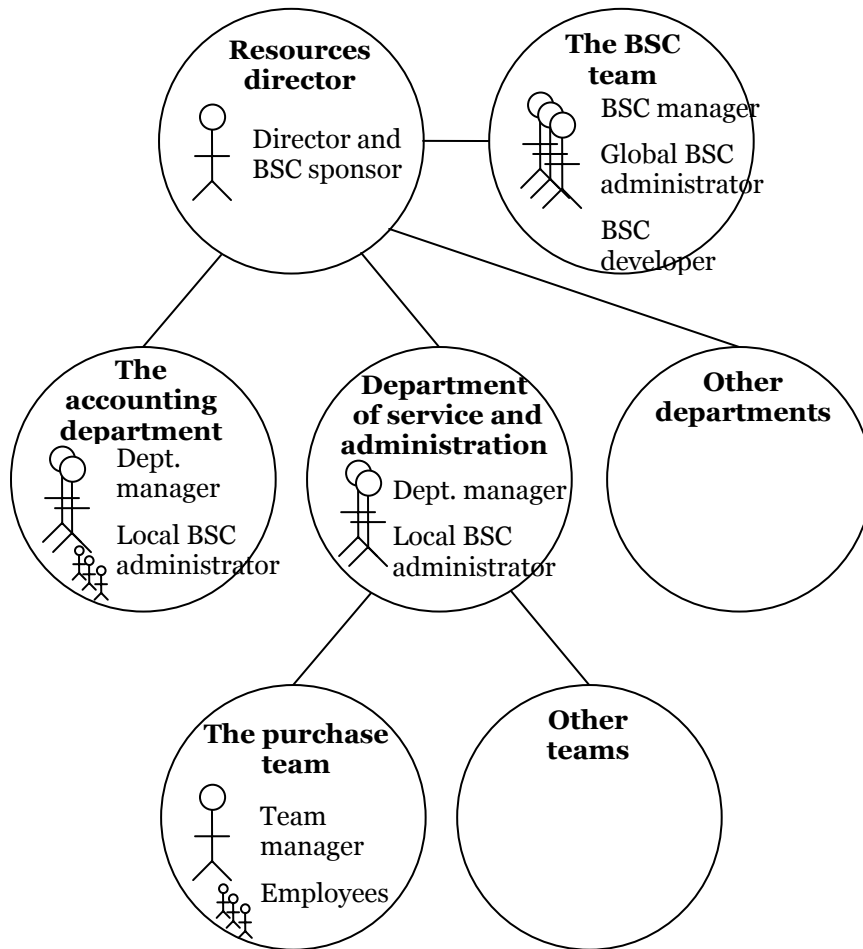 Resources
director
Director and
BSC sponsor
The BSC
team
BSC manager
Global BSC
administrator
BSC
developer
The
accounting
department
Dept.
manager
Local BSC
administrator
Department
of service and
administration
Dept. manager
Local BSC
administrator
Other
departments
The purchase
team
Team
manager
Employees
Other
teams